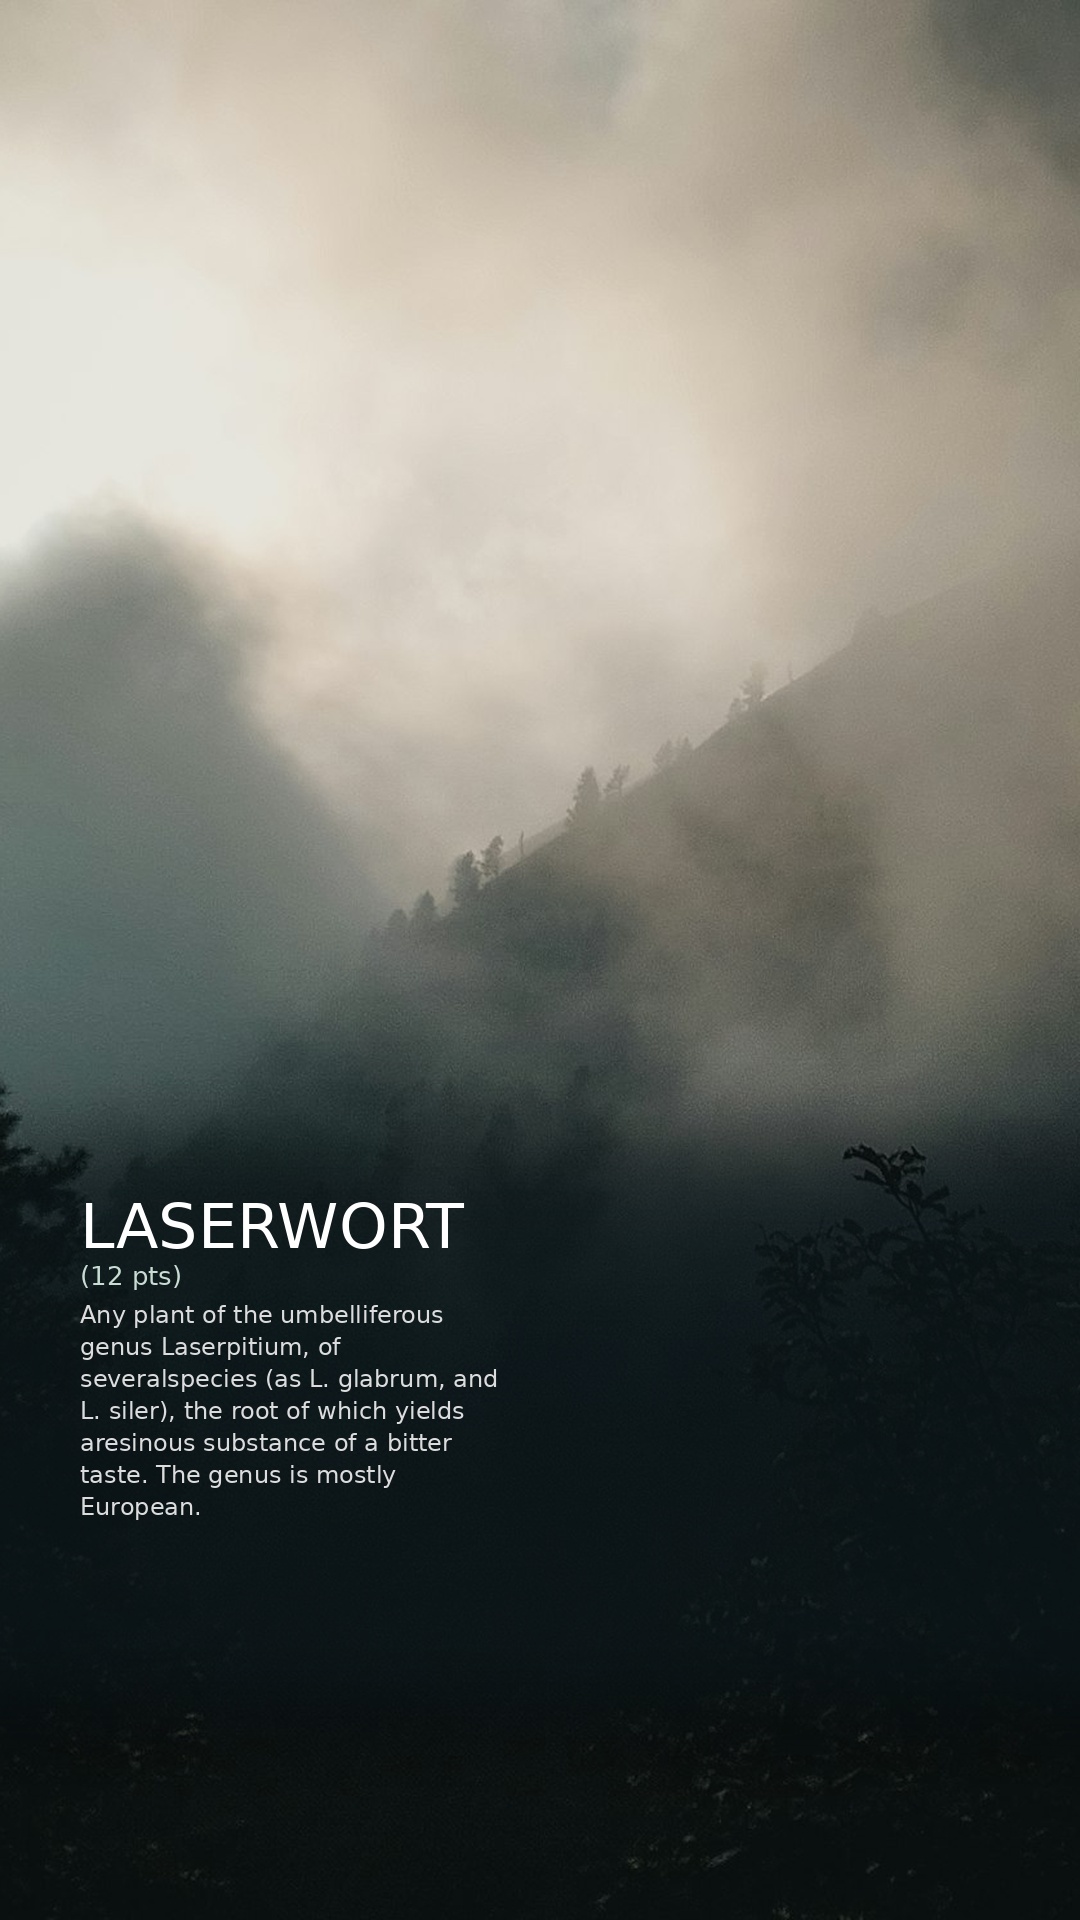 LASERWORT
(12 pts)
Any plant of the umbelliferous
genus Laserpitium, of
severalspecies (as L. glabrum, and
L. siler), the root of which yields
aresinous substance of a bitter
taste. The genus is mostly
European.